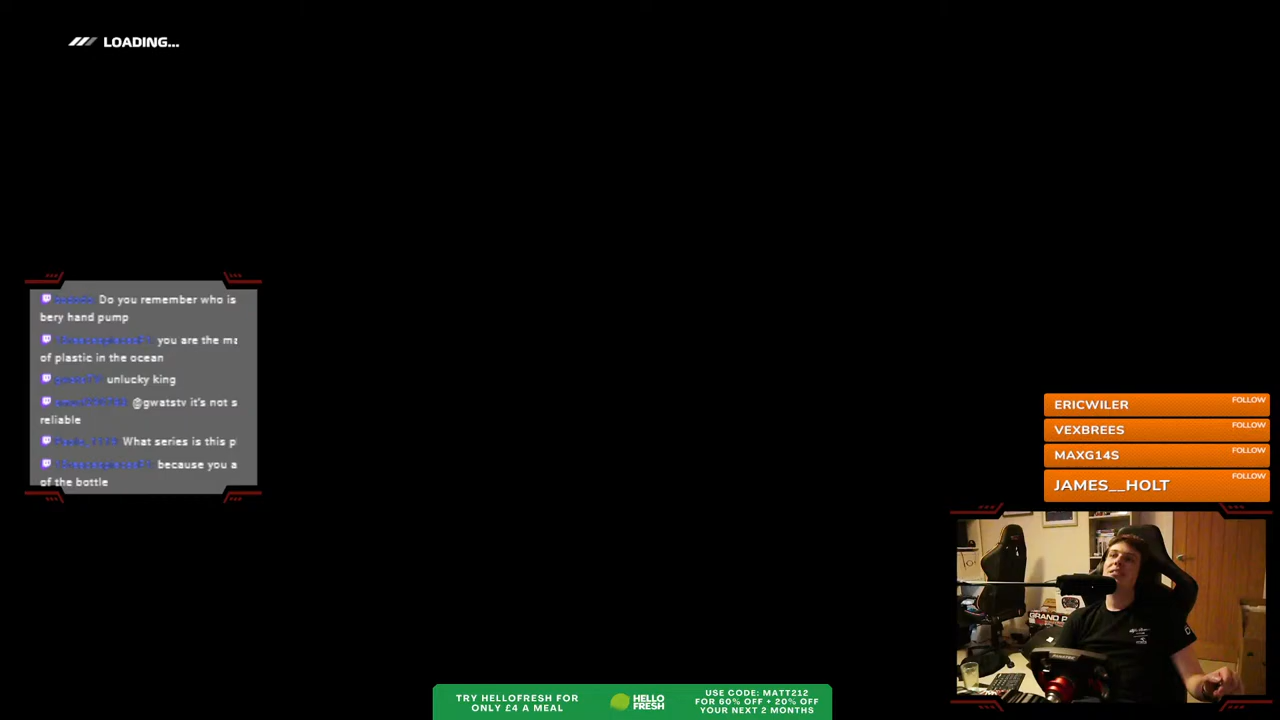 LOADING...
Do you remember who is
bery hand pump
you are the ma
of plastic in the ocean
unlucky king
@gwatstv it's not s
reliable
What series is this p
because you a
of the bottle
ERICWILER FOLLOW
VEXBREES FOLLOW
MAXG14S FOLLOW
JAMES__HOLT FOLLOW
GRAND P
TRY HELLOFRESH FOR
ONLY £4 A MEAL
HELLO
FRESH
USE CODE: MATT212
FOR 60% OFF + 20% OFF
YOUR NEXT 2 MONTHS